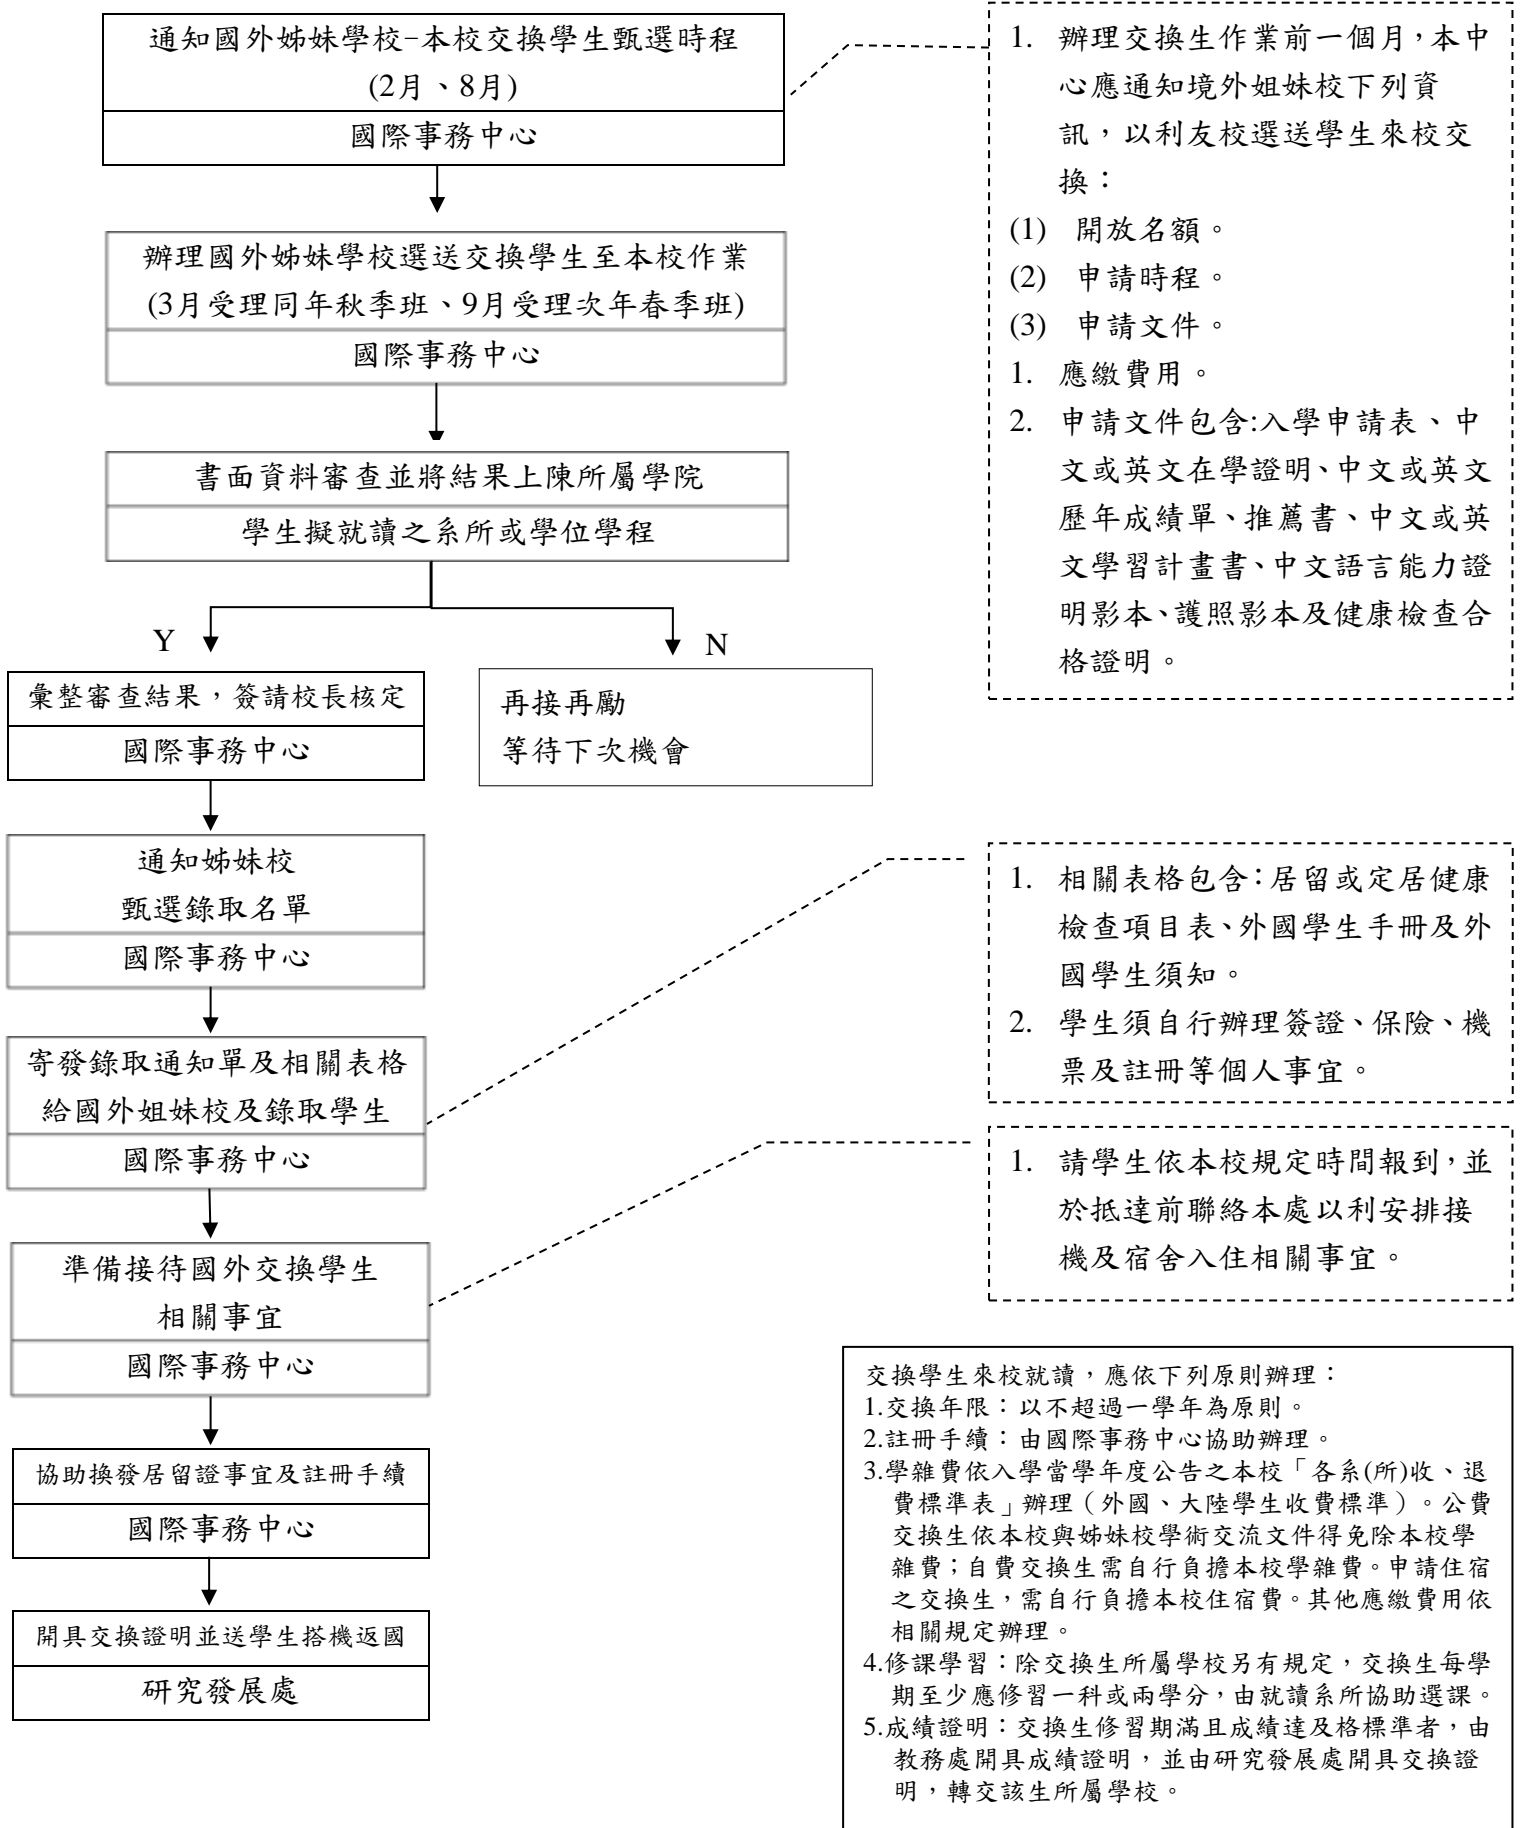 通知國外姊妹學校-本校交換學生甄選時程
(2月、8月)
國際事務中心
辦理國外姊妹學校選送交換學生至本校作業
(3月受理同年秋季班、9月受理次年春季班)
國際事務中心
書面資料審查並將結果上陳所屬學院
學生擬就讀之系所或學位學程
Y
N
彙整審查結果，簽請校長核定
國際事務中心
再接再勵
等待下次機會
通知姊妹校
甄選錄取名單
國際事務中心
寄發錄取通知單及相關表格
給國外姐妹校及錄取學生
國際事務中心
準備接待國外交換學生
相關事宜
國際事務中心
協助換發居留證事宜及註冊手續
國際事務中心
開具交換證明並送學生搭機返國
研究發展處
1. 辦理交換生作業前一個月，本中
心應通知境外姐妹校下列資
訊，以利友校選送學生來校交
換：
(1) 開放名額。
(2) 申請時程。
(3) 申請文件。
1. 應繳費用。
2. 申請文件包含:入學申請表、中
文或英文在學證明、中文或英文
歷年成績單、推薦書、中文或英
文學習計畫書、中文語言能力證
明影本、護照影本及健康檢查合
格證明。
1. 相關表格包含：居留或定居健康
檢查項目表、外國學生手冊及外
國學生須知。
2. 學生須自行辦理簽證、保險、機
票及註冊等個人事宜。
1. 請學生依本校規定時間報到，並
於抵達前聯絡本處以利安排接
機及宿舍入住相關事宜。
交換學生來校就讀，應依下列原則辦理：
1.交換年限：以不超過一學年為原則。
2.註冊手續：由國際事務中心協助辦理。
3.學雜費依入學當學年度公告之本校「各系(所)收、退
費標準表」辦理（外國、大陸學生收費標準）。公費
交換生依本校與姊妹校學術交流文件得免除本校學
雜費；自費交換生需自行負擔本校學雜費。申請住宿
之交換生，需自行負擔本校住宿費。其他應繳費用依
相關規定辦理。
4.修課學習：除交換生所屬學校另有規定，交換生每學
期至少應修習一科或兩學分，由就讀系所協助選課。
5.成績證明：交換生修習期滿且成績達及格標準者，由
教務處開具成績證明，並由研究發展處開具交換證
明，轉交該生所屬學校。